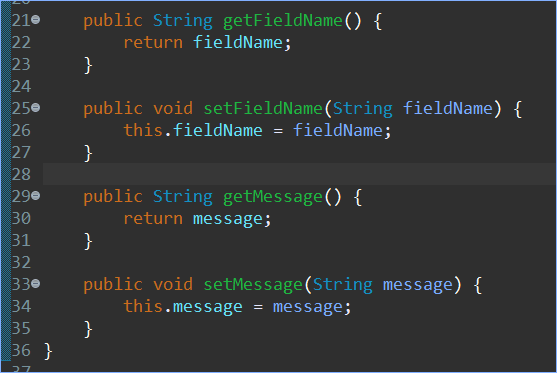 21 public String getFieldName() {
22 return fieldName;
23 }
24
25 public void setFieldName(String fieldName) {
26 this.fieldName = fieldName;
27 }
28
29 public String getMessage() {
30 return message;
31 }
32
33 public void setMessage(String message) {
34 this.message = message;
35 }
36 }